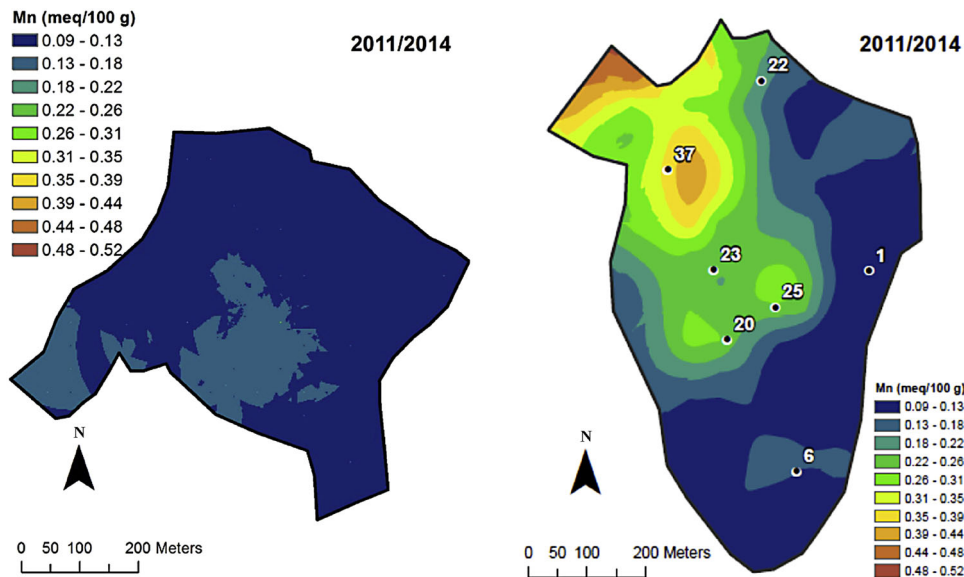 Mn (meq/100 g)
0.09 - 0.13
0.13 - 0.18
0.18 - 0.22
0.22 - 0.26
0.26 - 0.31
0.31 - 0.35
0.35 - 0.39
0.39 - 0.44
0.44 - 0.48
0.48 - 0.52
2011/2014
N
0 50 100 200 Meters
2011/2014
22
37
1
23
25
20
6
N
0 50 100 200 Meters
Mn (meq/100 g)
0.09 - 0.13
0.13 - 0.18
0.18 - 0.22
0.22 - 0.26
0.26 - 0.31
0.31 - 0.35
0.35 - 0.39
0.39 - 0.44
0.44 - 0.48
0.48 - 0.52